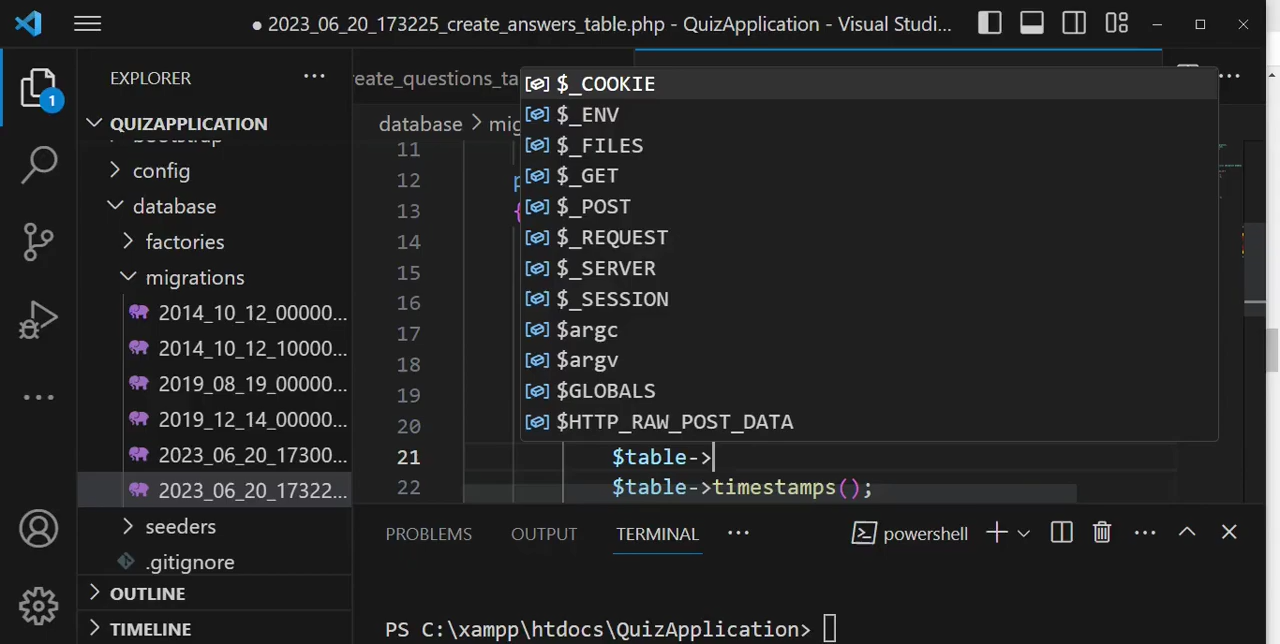 ● 2023_06_20_173225_create_answers_table.php - QuizApplication - Visual Studi...
EXPLORER
1
QUIZAPPLICATION
bootstrap
config
database
factories
migrations
2014_10_12_00000...
2014_10_12_10000...
2019_08_19_00000...
2019_12_14_00000...
2023_06_20_17300...
2023_06_20_17322...
seeders
.gitignore
OUTLINE
TIMELINE
eate_questions_ta
database > mig
$_COOKIE
$_ENV
$_FILES
$_GET
$_POST
$_REQUEST
$_SERVER
$_SESSION
$argc
$argv
$GLOBALS
$HTTP_RAW_POST_DATA
11
12 p
13 {
14
15
16
17
18
19
20
21 $table->
22 $table->timestamps();
PROBLEMS OUTPUT TERMINAL ... powershell
PS C:\xampp\htdocs\QuizApplication>